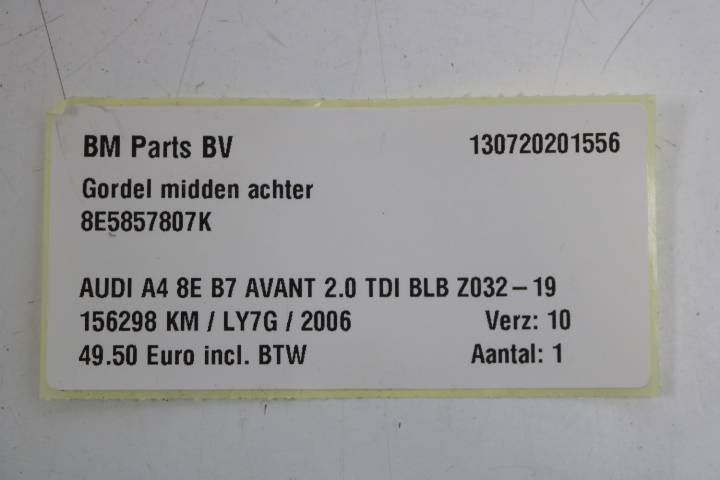 BM Parts BV 130720201556
Gordel midden achter
8E5857807K
AUDI A4 8E B7 AVANT 2.0 TDI BLB Z032-19
156298 KM / LY7G / 2006 Verz: 10
49.50 Euro incl. BTW Aantal: 1